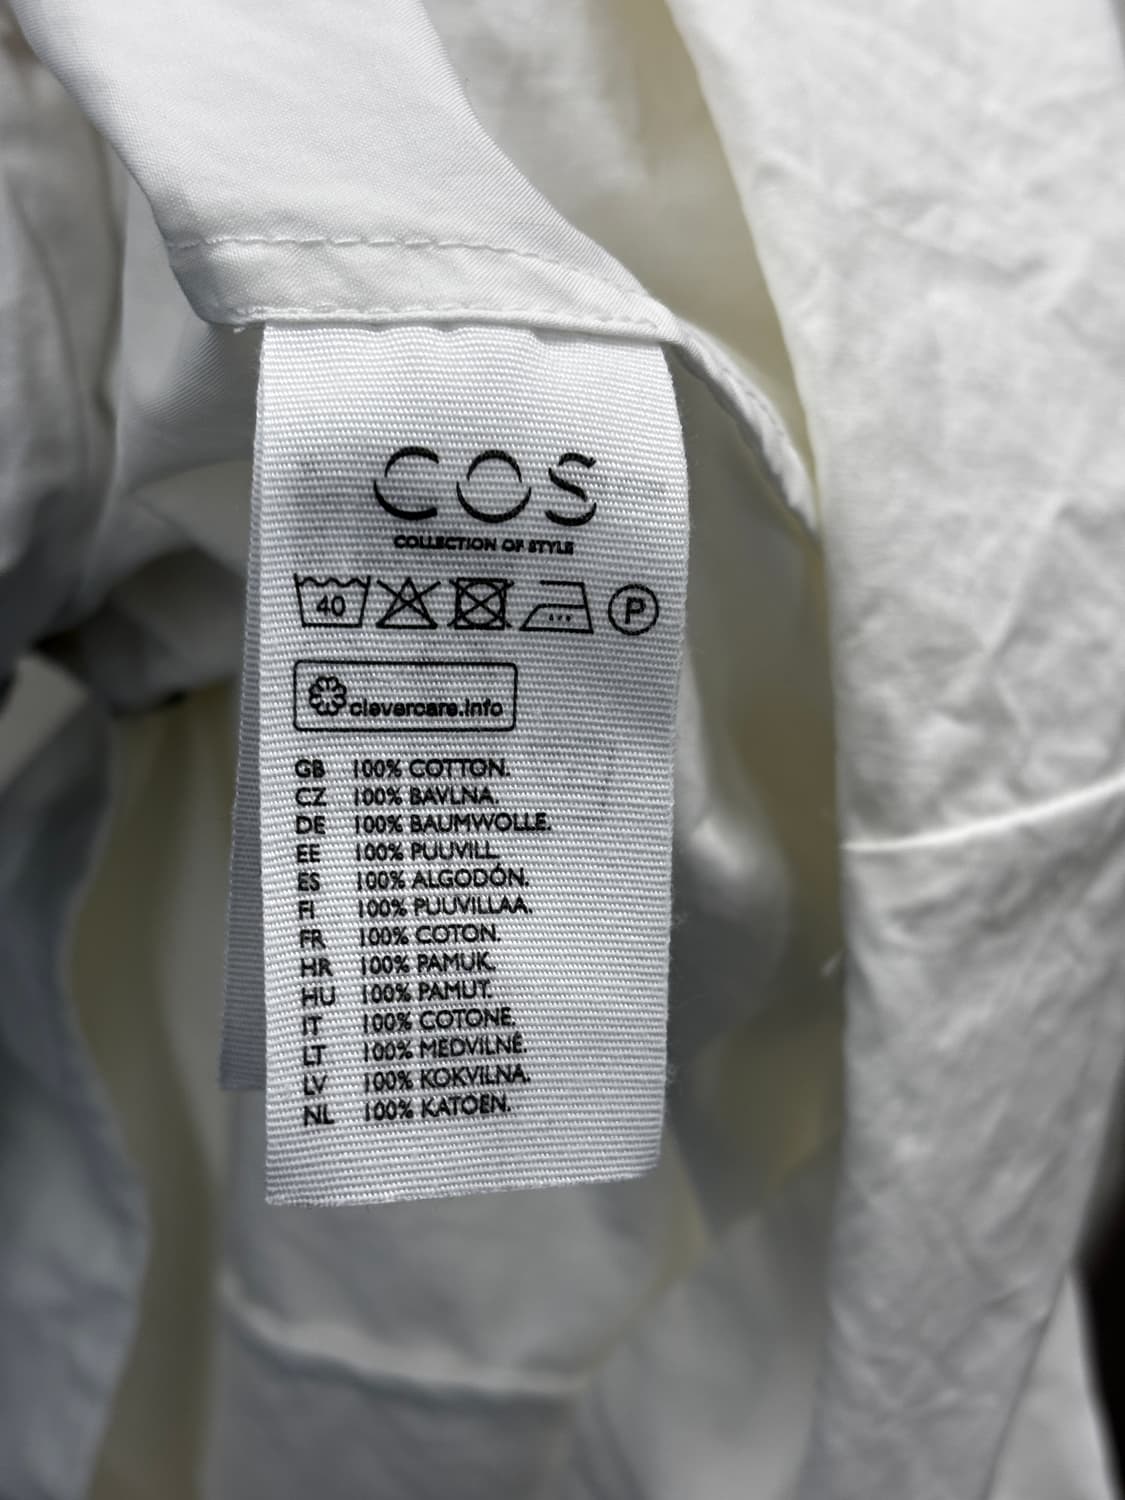 COS
COLLECTION OF STYLE
40 P
clevercare.info
GB 100% COTTON.
CZ 100% BAVLNA.
DE 100% BAUMWOLLE.
EE 100% PUUVILL.
ES 100% ALGODÓN.
FI 100% PUUVILLAA.
FR 100% COTON.
HR 100% PAMUK.
HU 100% PAMUT.
IT 100% COTONE.
LT 100% MEDVILNĖ.
LV 100% KOKVILNA.
NL 100% KATOEN.